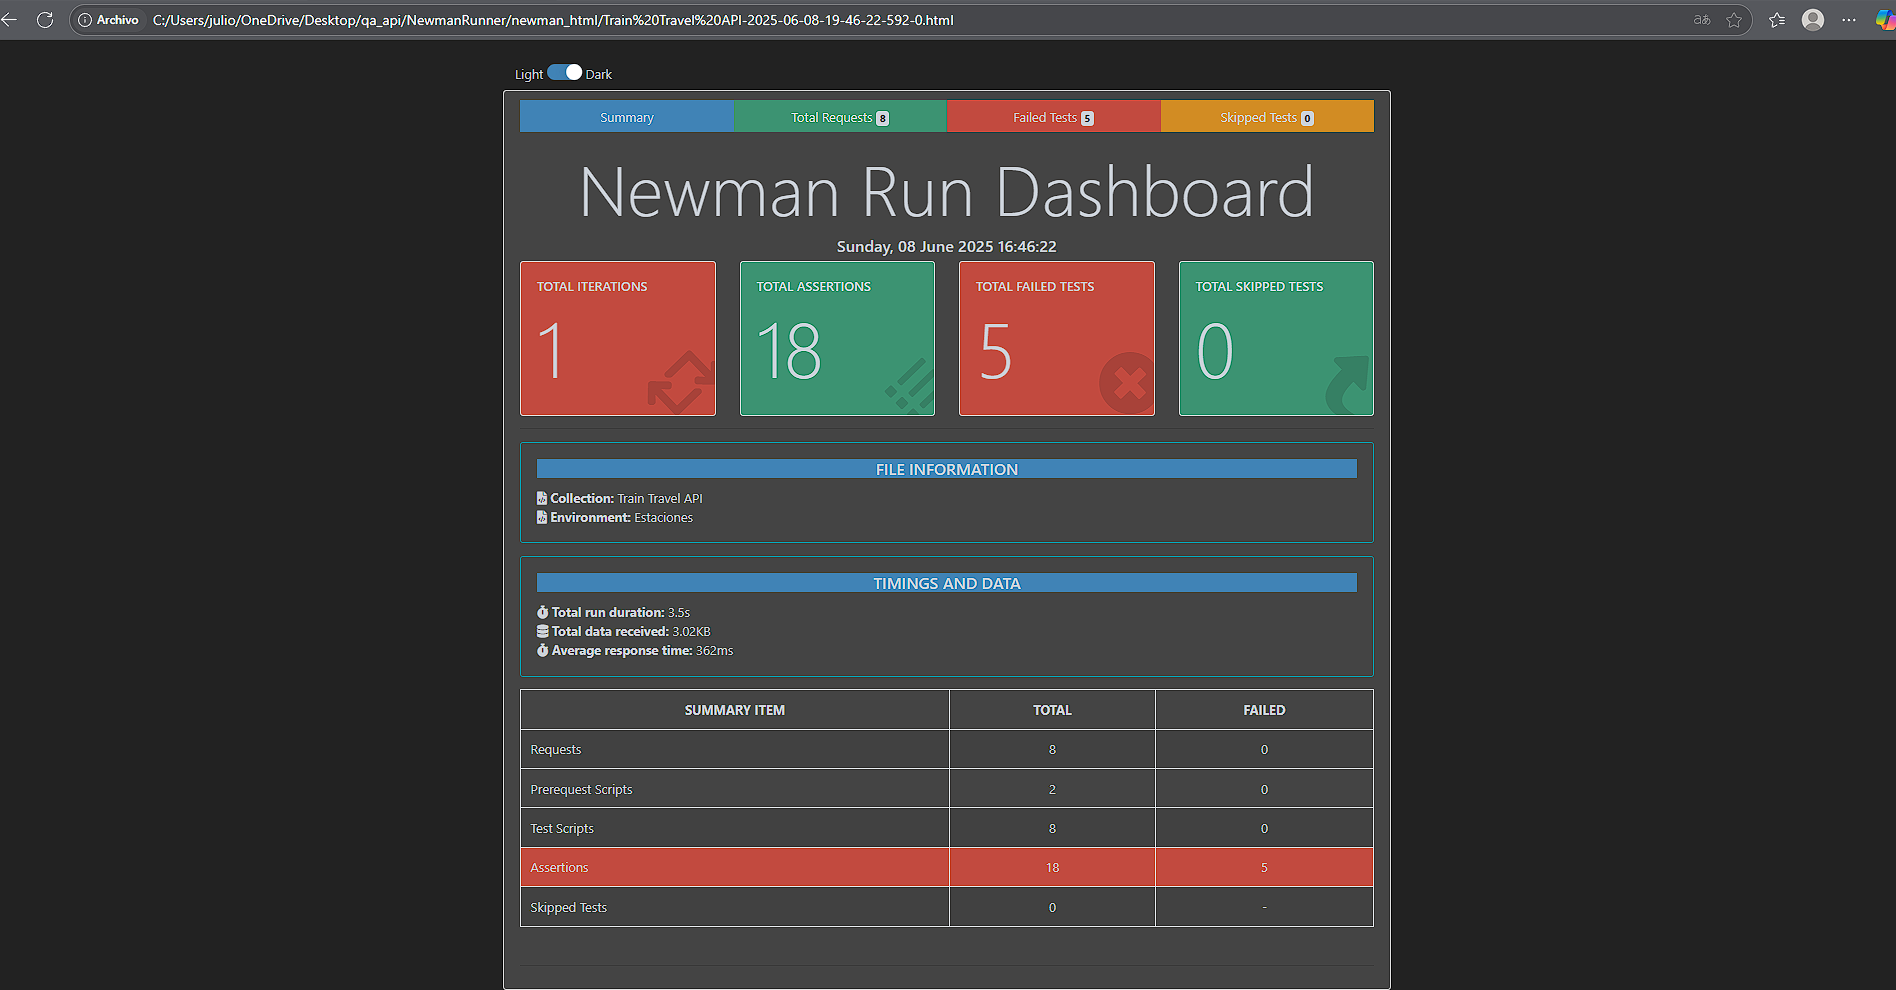 Archivo C:/Users/julio/OneDrive/Desktop/qa_api/NewmanRunner/newman_html/Train%20Travel%20API-2025-06-08-19-46-22-592-0.html
Light Dark
Summary Total Requests 8 Failed Tests 5 Skipped Tests 0
Newman Run Dashboard
Sunday, 08 June 2025 16:46:22
TOTAL ITERATIONS TOTAL ASSERTIONS TOTAL FAILED TESTS TOTAL SKIPPED TESTS
1 18 5 0
FILE INFORMATION
Collection: Train Travel API
Environment: Estaciones
TIMINGS AND DATA
Total run duration: 3.5s
Total data received: 3.02KB
Average response time: 362ms
SUMMARY ITEM TOTAL FAILED
Requests 8 0
Prerequest Scripts 2 0
Test Scripts 8 0
Assertions 18 5
Skipped Tests 0 -